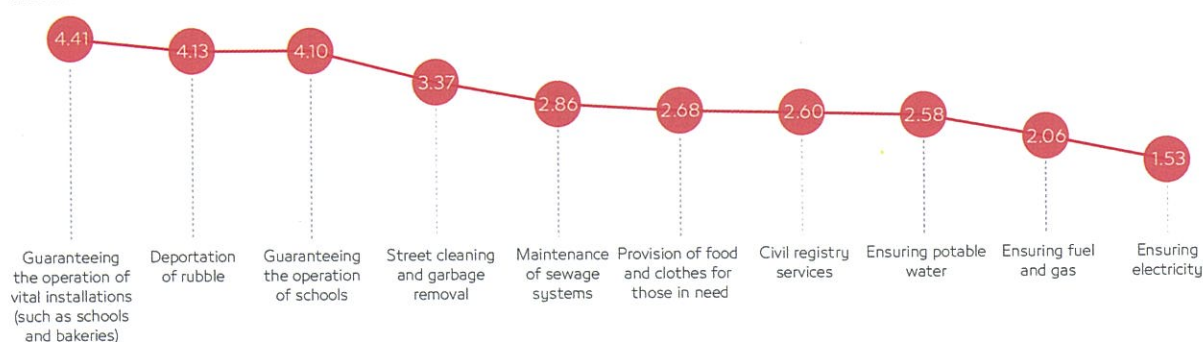 4.41
4.13
4.10
3.37
2.86
2.68
2.60
2.58
2.06
1.53
Guaranteeing
the operation of
vital installations
(such as schools
and bakeries)
Deportation
of rubble
Guaranteeing
the operation
of schools
Street cleaning
and garbage
removal
Maintenance
of sewage
systems
Provision of food
and clothes for
those in need
Civil registry
services
Ensuring potable
water
Ensuring fuel
and gas
Ensuring
electricity